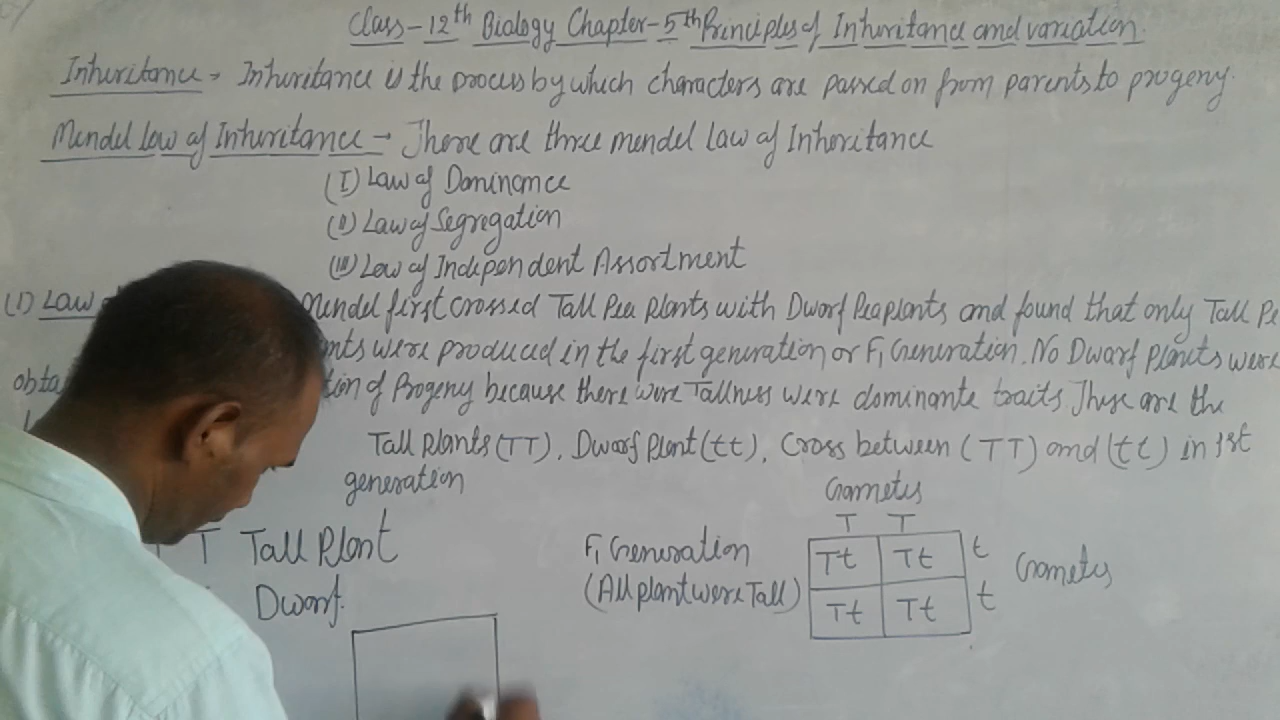 Class-12th Biology Chapter-5th Principles of Inheritance and variation.
Inheritance → Inheritance is the process by which characters are passed on from parents to progeny.
Mendel law of Inheritance → There are three mendel law of Inheritance
(I) Law of Dominance
(II) Law of Segregation
(III) Law of Independent Assortment
(I) Law Mendel first crossed Tall Pea Plants with Dwarf Pea plants and found that only Tall Pe
nts were produced in the first generation or F1 Generation. No Dwarf Plants were
obta tion of Progeny because there were Tallness were dominante traits These are the
Tall plants (TT), Dwarf Plant (tt), Cross between (TT) and (tt) in 1st
generation
Gametes
T T
T Tall Plant
F1 Generation
Tt Tt t
Gametes
(All plant were Tall)
Dwarf.
Tt Tt t